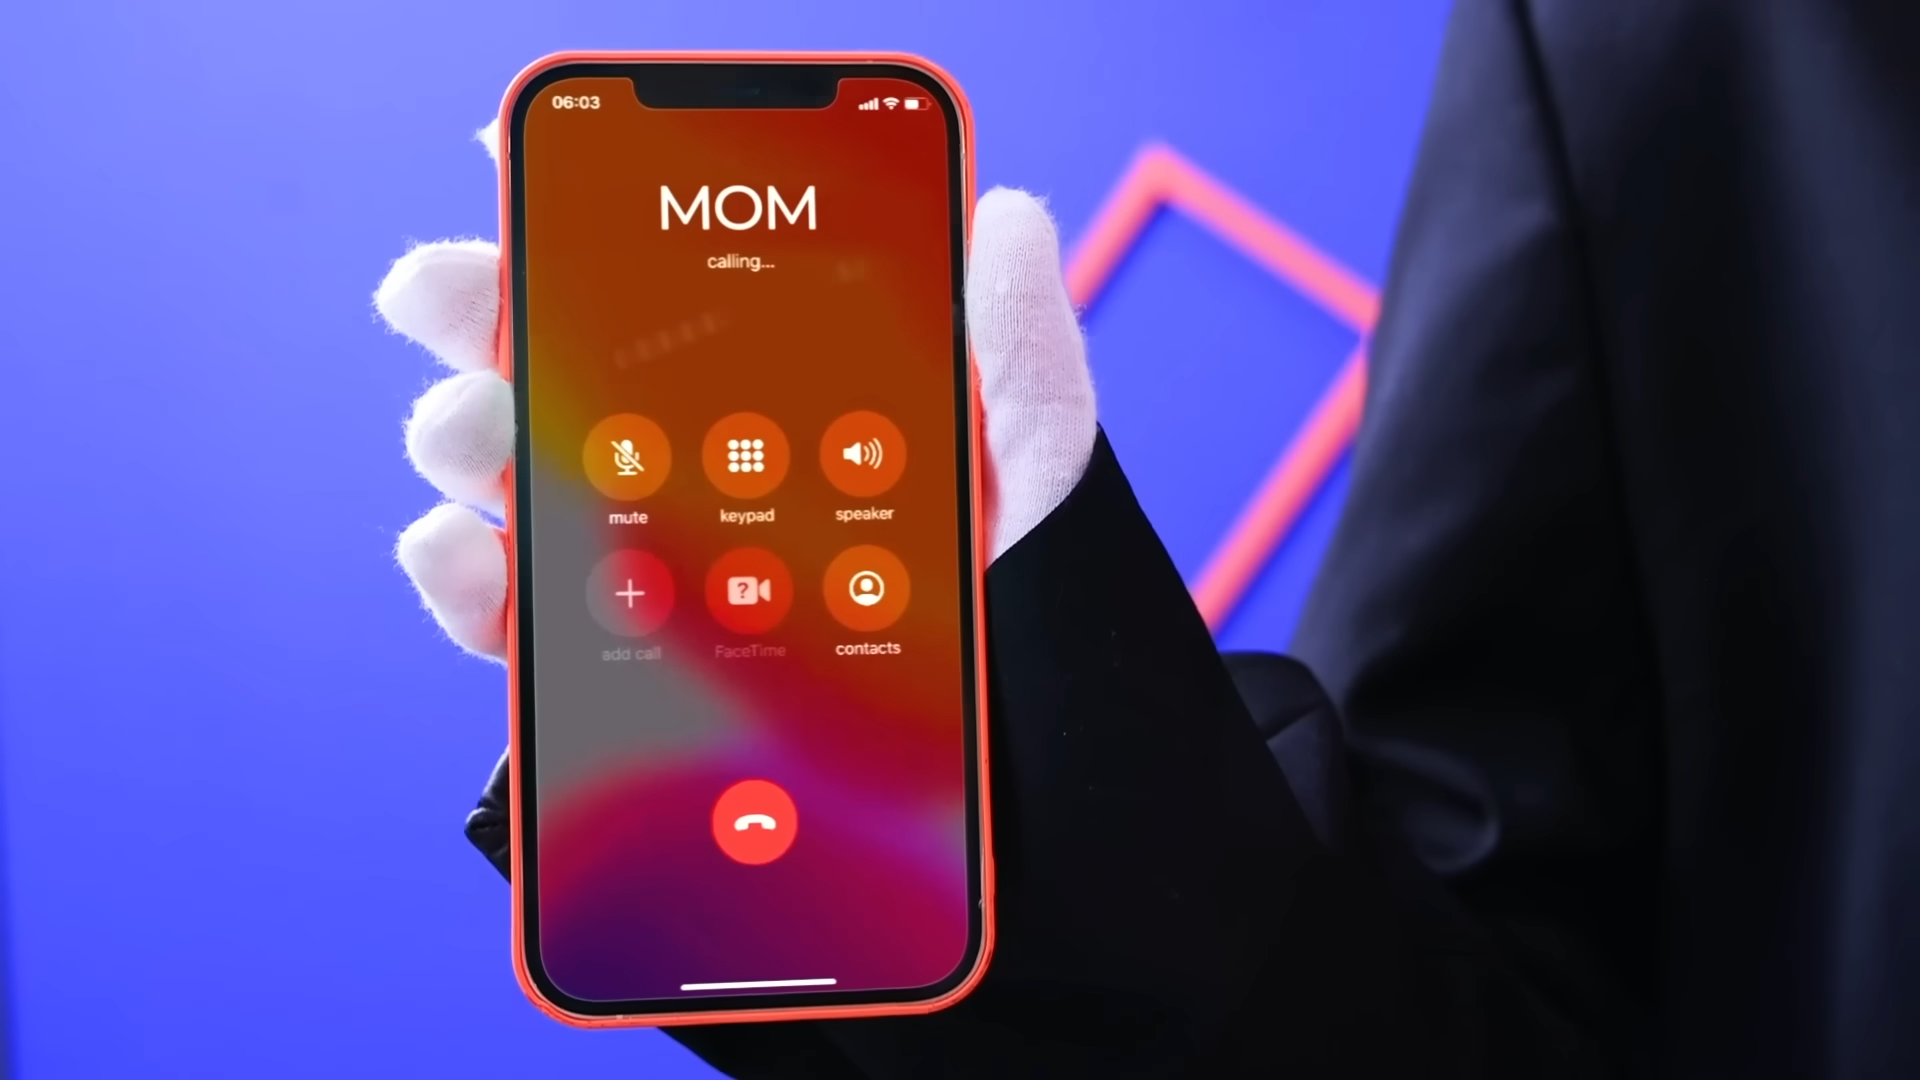 06:03
MOM
calling...
mute keypad speaker
add call FaceTime contacts